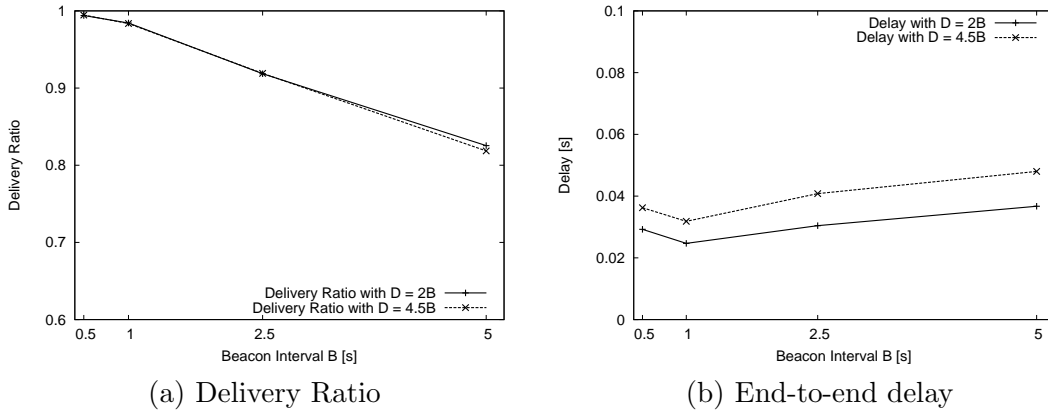 1
0.9
0.8
0.7
0.6
Delivery Ratio
Delivery Ratio with D = 2B
Delivery Ratio with D = 4.5B
0.5 1 2.5 5
Beacon Interval B [s]
(a) Delivery Ratio
0.1
0.08
0.06
0.04
0.02
0
Delay [s]
Delay with D = 2B
Delay with D = 4.5B
0.5 1 2.5 5
Beacon Interval B [s]
(b) End-to-end delay